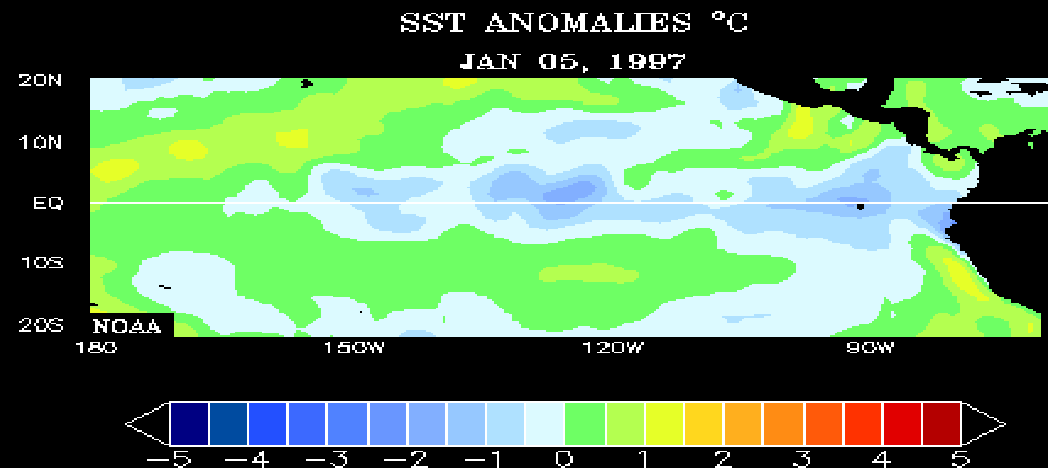 SST ANOMALIES °C
JAN 05, 1997
20N
10N
EQ
10S
20S
NOAA
180 150W 120W 90W
-5 -4 -3 -2 -1 0 1 2 3 4 5